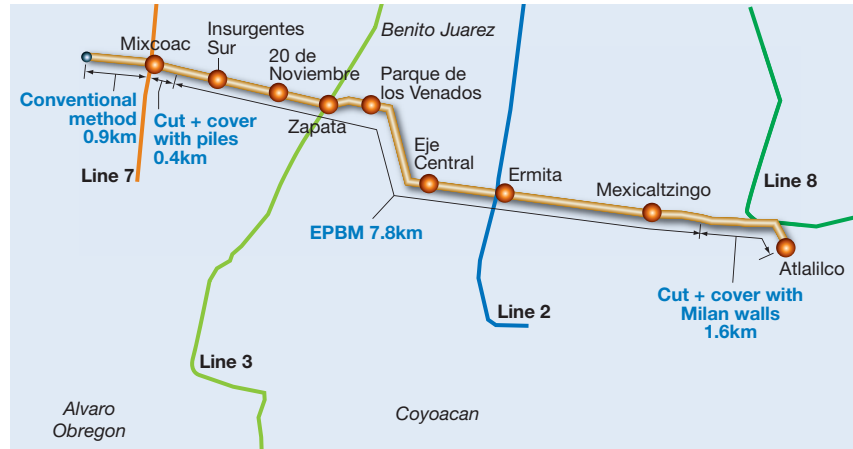 Benito Juarez
Mixcoac
Insurgentes
Sur
20 de
Noviembre
Parque de
los Venados
Zapata
Conventional
method
0.9km
Cut + cover
with piles
0.4km
Line 7
Eje
Central
Ermita
Mexicaltzingo
Line 8
EPBM 7.8km
Atlalilco
Cut + cover with
Milan walls
1.6km
Line 2
Line 3
Alvaro
Obregon
Coyoacan